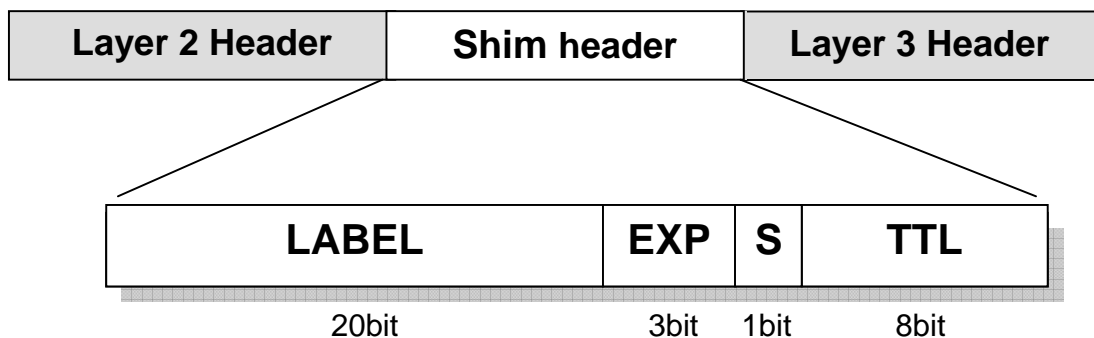 Layer 2 Header Shim header Layer 3 Header
LABEL EXP S TTL
20bit 3bit 1bit 8bit